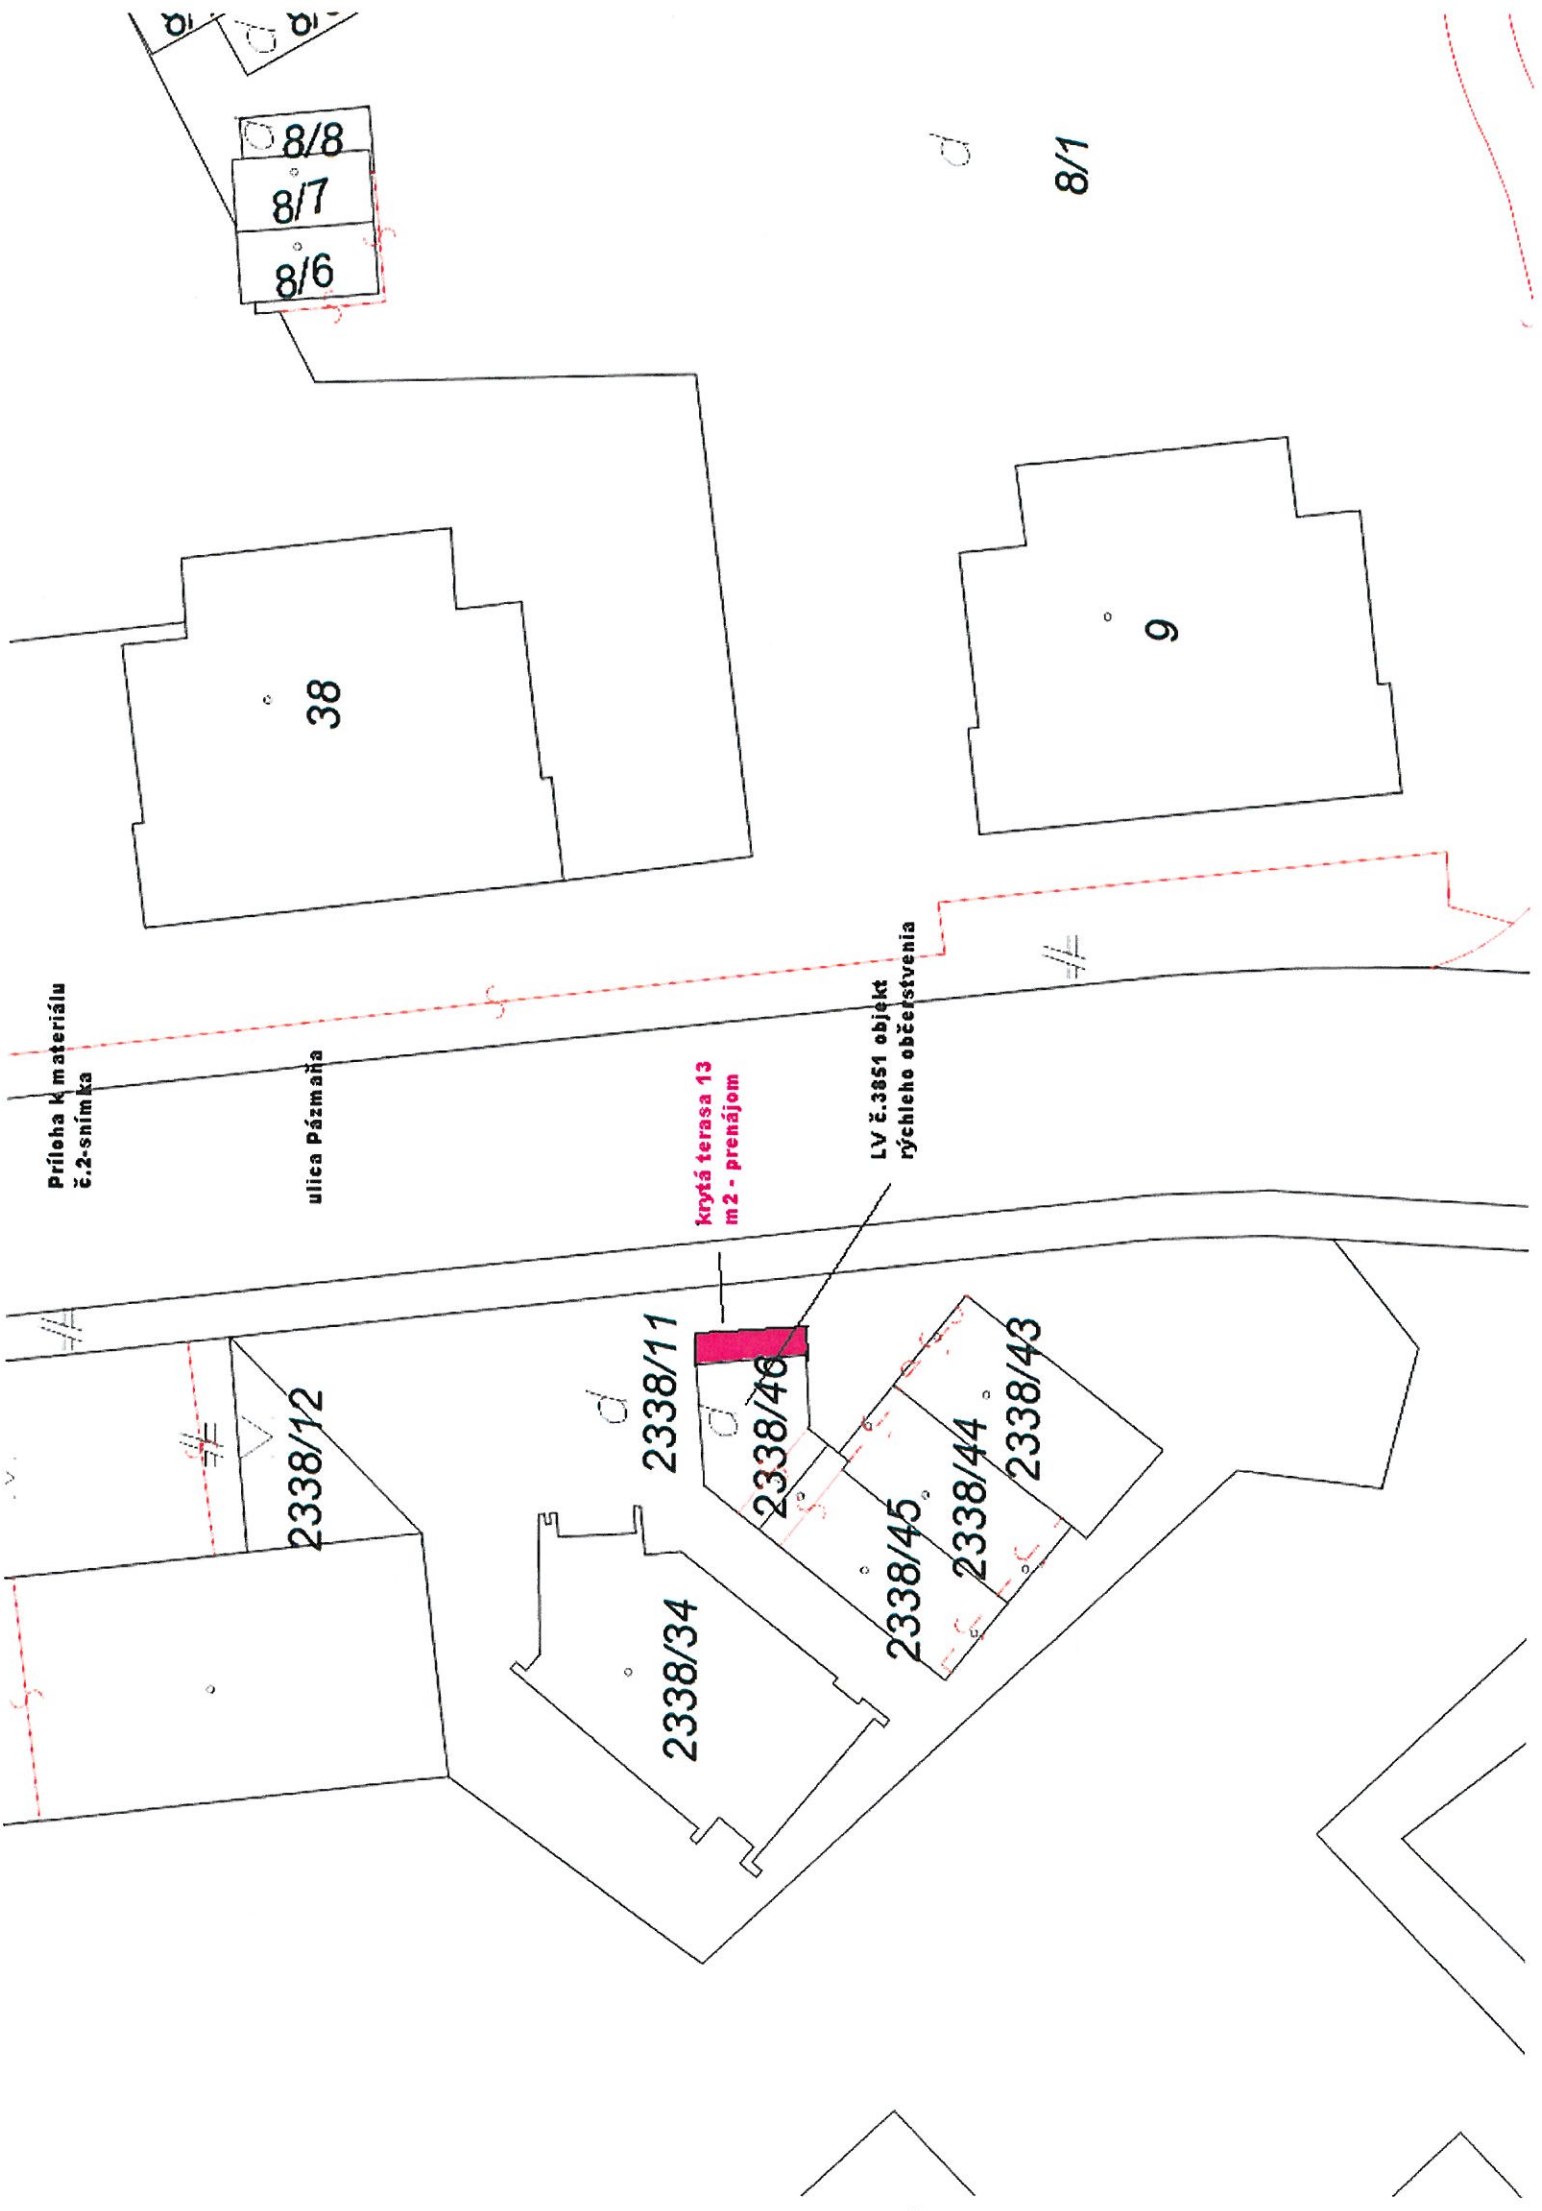 Príloha k materiálu
č.2-snímka
ulica Pázmaňa
krytá terasa 13
m2 - prenájom
LV č.3851 objekt
rýchleho občerstvenia
8/8
8/7
8/6
8/1
38
9
2338/12
2338/11
2338/46
2338/43
2338/44
2338/45
2338/34